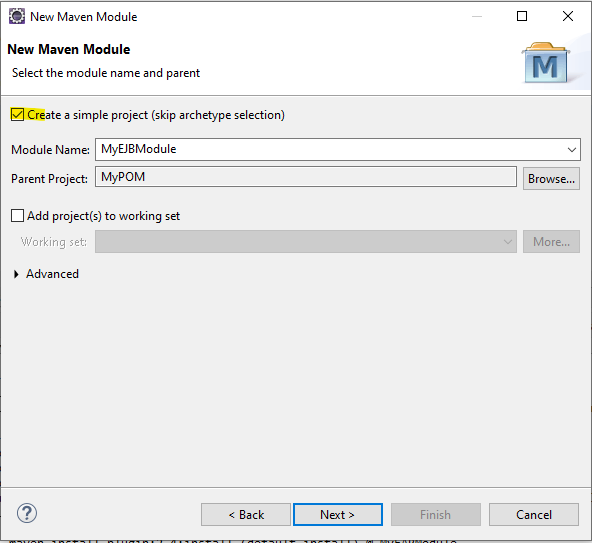 New Maven Module
New Maven Module
Select the module name and parent
M
Create a simple project (skip archetype selection)
Module Name: MyEJBModule
Parent Project: MyPOM Browse...
Add project(s) to working set
Working set: More...
Advanced
? < Back Next > Finish Cancel